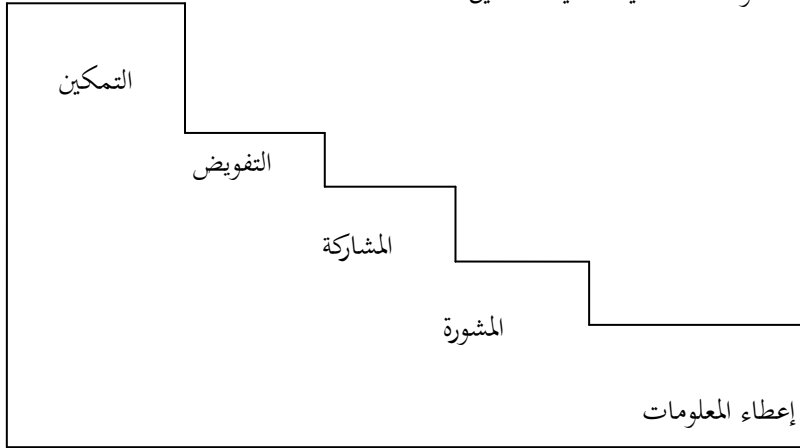 التمكين
التفويض
المشاركة
المشورة
إعطاء المعلومات